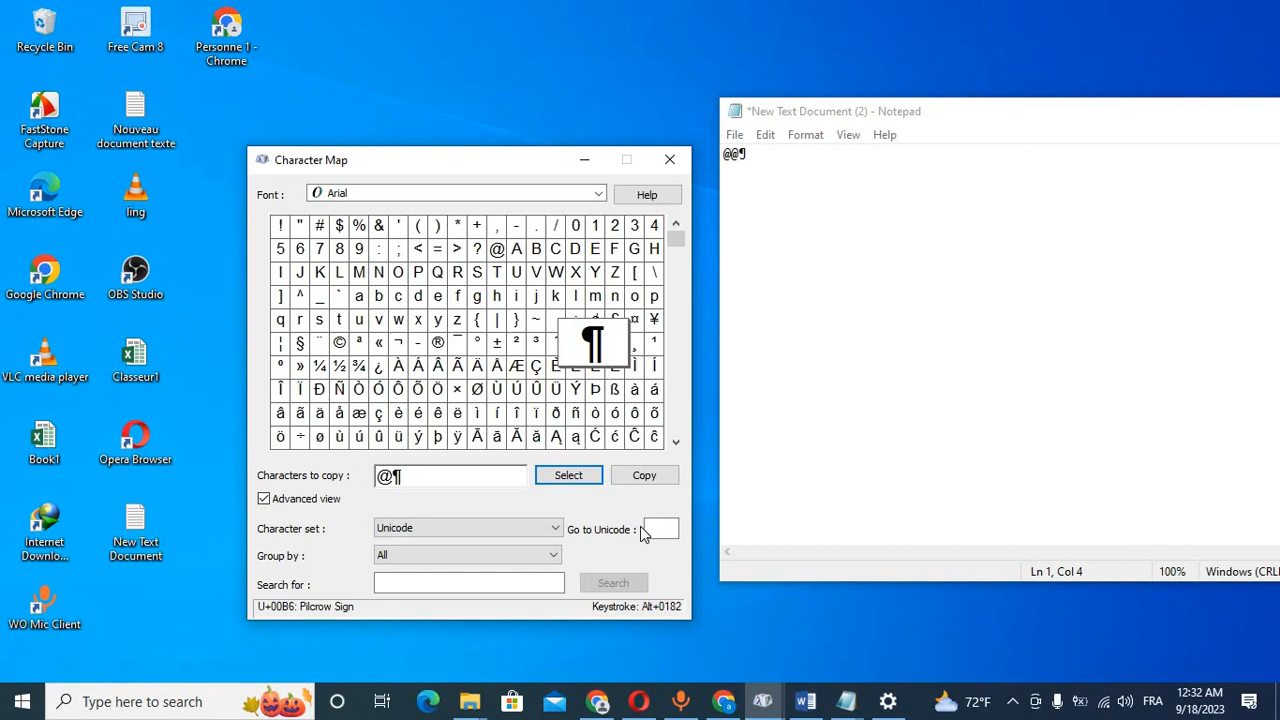 Recycle Bin
Free Cam 8
Personne 1 -
Chrome
FastStone
Capture
Nouveau
document texte
Microsoft Edge
ling
Google Chrome
OBS Studio
VLC media player
Classeur1
Book1
Opera Browser
Internet
Downlo...
New Text
Document
WO Mic Client
Character Map
Font :
O Arial
Help
! " # $ % & ' ( ) * + , - . / 0 1 2 3 4
5 6 7 8 9 : ; < = > ? @ A B C D E F G H
I J K L M N O P Q R S T U V W X Y Z [ \
] ^ _ ` a b c d e f g h i j k l m n o p
q r s t u v w x y z { | } ~ ¤ ¥
¦ § ¨ © ª « ¬ - ® ¯ ° ± ² ³ ¶ ¸ ¹
º » ¼ ½ ¾ ¿ À Á Â Ã Ä Å Æ Ç Ì Í
Î Ï Ð Ñ Ò Ó Ô Õ Ö × Ø Ù Ú Û Ü Ý Þ ß à á
â ã ä å æ ç è é ê ë ì í î ï ð ñ ò ó ô õ
ö ÷ ø ù ú û ü ý þ ÿ Ā ā Ă ă Ą ą Ć ć Ĉ ĉ
Characters to copy :
@¶
Select
Copy
Advanced view
Character set :
Unicode
Go to Unicode :
Group by :
All
Search for :
Search
U+00B6: Pilcrow Sign
Keystroke: Alt+0182
*New Text Document (2) - Notepad
File Edit Format View Help
@@¶
Ln 1, Col 4
100%
Windows (CRL
Type here to search
72°F
FRA
12:32 AM
9/18/2023